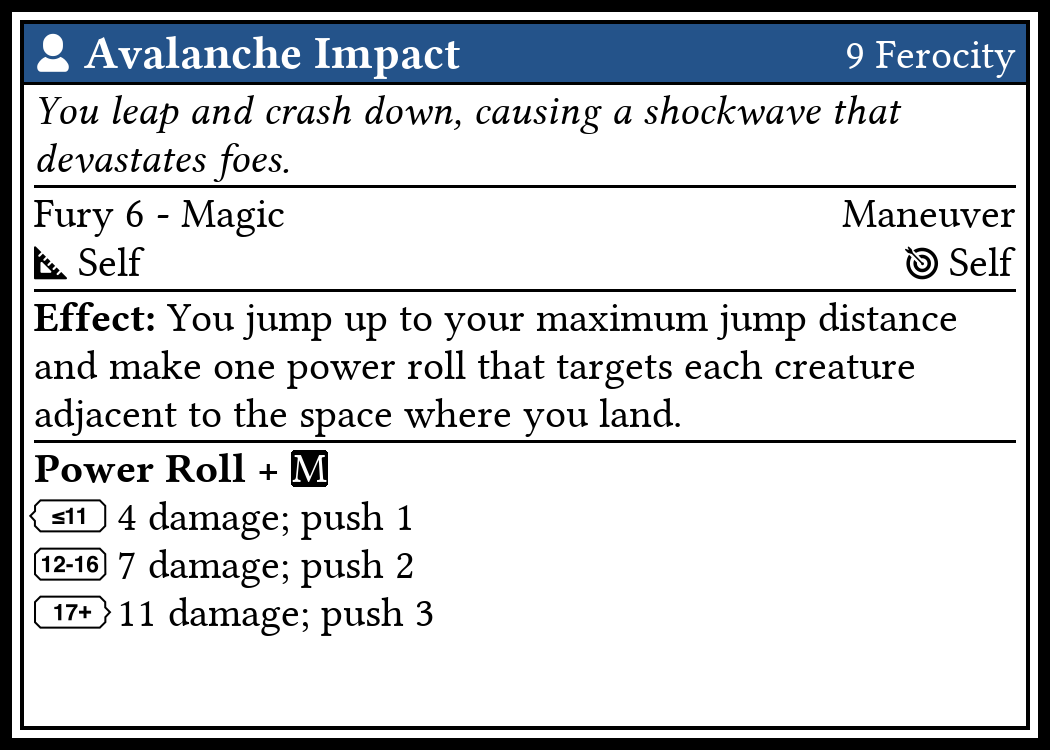 Avalanche Impact 9 Ferocity
You leap and crash down, causing a shockwave that
devastates foes.
Fury 6 - Magic Maneuver
Self Self
Effect: You jump up to your maximum jump distance
and make one power roll that targets each creature
adjacent to the space where you land.
Power Roll + M
≤11 4 damage; push 1
12-16 7 damage; push 2
17+ 11 damage; push 3